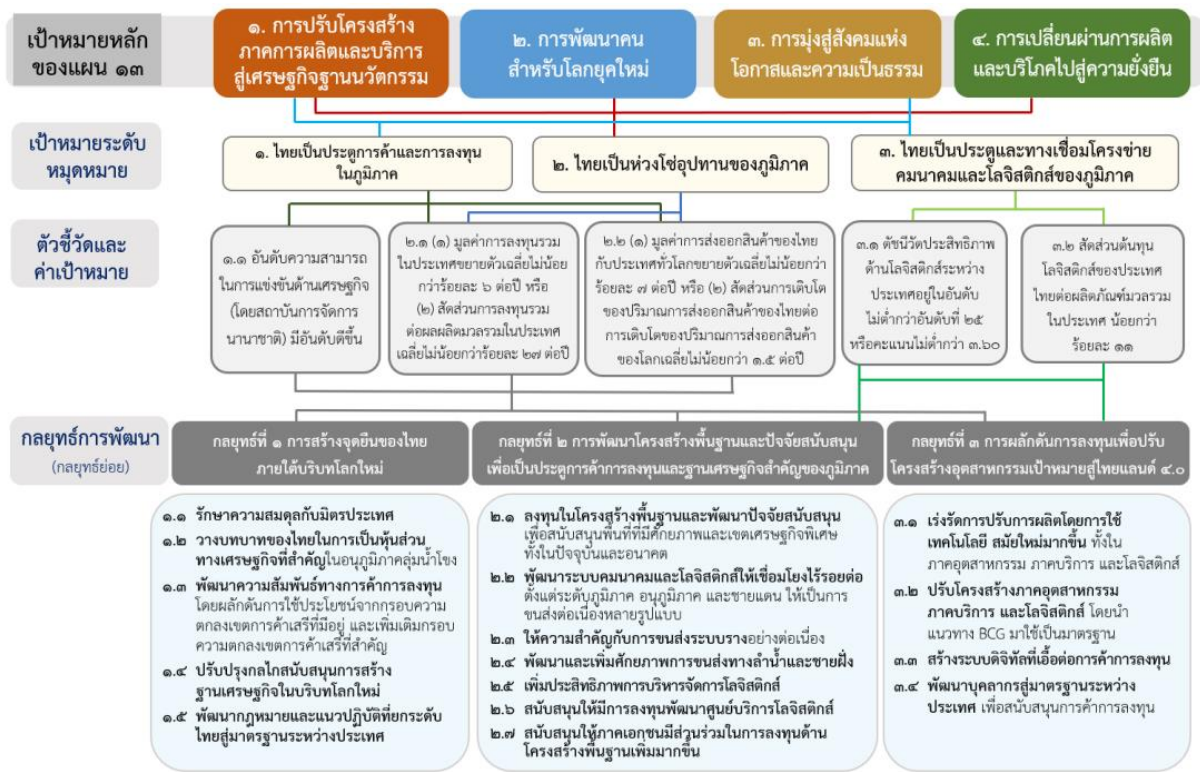 เป้าหมายหลัก
ของแผน ๑๓
๑. การปรับโครงสร้าง
ภาคการผลิตและบริการ
สู่เศรษฐกิจฐานนวัตกรรม
๒. การพัฒนาคน
สำหรับโลกยุคใหม่
๓. การมุ่งสู่สังคมแห่ง
โอกาสและความเป็นธรรม
๔. การเปลี่ยนผ่านการผลิต
และบริโภคไปสู่ความยั่งยืน
เป้าหมายระดับ
หมุดหมาย
๑. ไทยเป็นประตูการค้าและการลงทุน
ในภูมิภาค
๒. ไทยเป็นห่วงโซ่อุปทานของภูมิภาค
๓. ไทยเป็นประตูและทางเชื่อมโครงข่าย
คมนาคมและโลจิสติกส์ของภูมิภาค
ตัวชี้วัดและ
ค่าเป้าหมาย
๑.๑ อันดับความสามารถ
ในการแข่งขันด้านเศรษฐกิจ
(โดยสถาบันการจัดการ
นานาชาติ) มีอันดับดีขึ้น
๒.๑ (๑) มูลค่าการลงทุนรวม
ในประเทศขยายตัวเฉลี่ยไม่น้อย
กว่าร้อยละ ๖ ต่อปี หรือ
(๒) สัดส่วนการลงทุนรวม
ต่อผลผลิตมวลรวมในประเทศ
เฉลี่ยไม่น้อยกว่าร้อยละ ๒๗ ต่อปี
๒.๒ (๑) มูลค่าการส่งออกสินค้าของไทย
กับประเทศทั่วโลกขยายตัวเฉลี่ยไม่น้อยกว่า
ร้อยละ ๗ ต่อปี หรือ (๒) สัดส่วนการเติบโต
ของปริมาณการส่งออกสินค้าของไทยต่อ
การเติบโตของปริมาณการส่งออกสินค้า
ของโลกเฉลี่ยไม่น้อยกว่า ๑.๕ ต่อปี
๓.๑ ดัชนีวัดประสิทธิภาพ
ด้านโลจิสติกส์ระหว่าง
ประเทศอยู่ในอันดับ
ไม่ต่ำกว่าอันดับที่ ๒๕
หรือคะแนนไม่ต่ำกว่า ๓.๖๐
๓.๒ สัดส่วนต้นทุน
โลจิสติกส์ของประเทศ
ไทยต่อผลิตภัณฑ์มวลรวม
ในประเทศ น้อยกว่า
ร้อยละ ๑๑
กลยุทธ์การพัฒนา
(กลยุทธ์ย่อย)
กลยุทธ์ที่ ๑ การสร้างจุดยืนของไทย
ภายใต้บริบทโลกใหม่
กลยุทธ์ที่ ๒ การพัฒนาโครงสร้างพื้นฐานและปัจจัยสนับสนุน
เพื่อเป็นประตูการค้าการลงทุนและฐานเศรษฐกิจสำคัญของภูมิภาค
กลยุทธ์ที่ ๓ การผลักดันการลงทุนเพื่อปรับ
โครงสร้างอุตสาหกรรมเป้าหมายสู่ไทยแลนด์ ๔.๐
๑.๑ รักษาความสมดุลกับมิตรประเทศ
๑.๒ วางบทบาทของไทยในการเป็นหุ้นส่วน
ทางเศรษฐกิจที่สำคัญในอนุภูมิภาคลุ่มน้ำโขง
๑.๓ พัฒนาความสัมพันธ์ทางการค้าการลงทุน
โดยผลักดันการใช้ประโยชน์จากกรอบความ
ตกลงเขตการค้าเสรีที่มีอยู่ และเพิ่มเติมกรอบ
ความตกลงเขตการค้าเสรีที่สำคัญ
๑.๔ ปรับปรุงกลไกสนับสนุนการสร้าง
ฐานเศรษฐกิจในบริบทโลกใหม่
๑.๕ พัฒนากฎหมายและแนวปฏิบัติที่ยกระดับ
ไทยสู่มาตรฐานระหว่างประเทศ
๒.๑ ลงทุนในโครงสร้างพื้นฐานและพัฒนาปัจจัยสนับสนุน
เพื่อสนับสนุนพื้นที่ที่มีศักยภาพและเขตเศรษฐกิจพิเศษ
ทั้งในปัจจุบันและอนาคต
๒.๒ พัฒนาระบบคมนาคมและโลจิสติกส์ให้เชื่อมโยงไร้รอยต่อ
ตั้งแต่ระดับภูมิภาค อนุภูมิภาค และชายแดน ให้เป็นการ
ขนส่งต่อเนื่องหลายรูปแบบ
๒.๓ ให้ความสำคัญกับการขนส่งระบบรางอย่างต่อเนื่อง
๒.๔ พัฒนาและเพิ่มศักยภาพการขนส่งทางลำน้ำและชายฝั่ง
๒.๕ เพิ่มประสิทธิภาพการบริหารจัดการโลจิสติกส์
๒.๖ สนับสนุนให้มีการลงทุนพัฒนาศูนย์บริการโลจิสติกส์
๒.๗ สนับสนุนให้ภาคเอกชนมีส่วนร่วมในการลงทุนด้าน
โครงสร้างพื้นฐานเพิ่มมากขึ้น
๓.๑ เร่งรัดการปรับการผลิตโดยการใช้
เทคโนโลยี สมัยใหม่มากขึ้น ทั้งใน
ภาคอุตสาหกรรม ภาคบริการ และโลจิสติกส์
๓.๒ ปรับโครงสร้างภาคอุตสาหกรรม
ภาคบริการ และโลจิสติกส์ โดยนำ
แนวทาง BCG มาใช้เป็นมาตรฐาน
๓.๓ สร้างระบบดิจิทัลที่เอื้อต่อการค้าการลงทุน
๓.๔ พัฒนาบุคลากรสู่มาตรฐานระหว่าง
ประเทศ เพื่อสนับสนุนการค้าการลงทุน